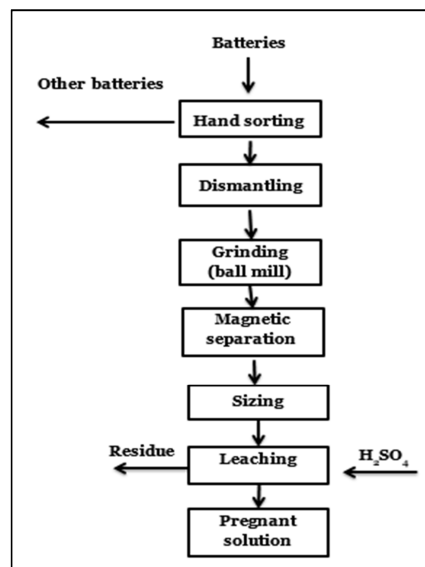 Batteries
Other batteries
Hand sorting
Dismantling
Grinding
(ball mill)
Magnetic
separation
Sizing
Residue
Leaching
H₂SO₄
Pregnant
solution